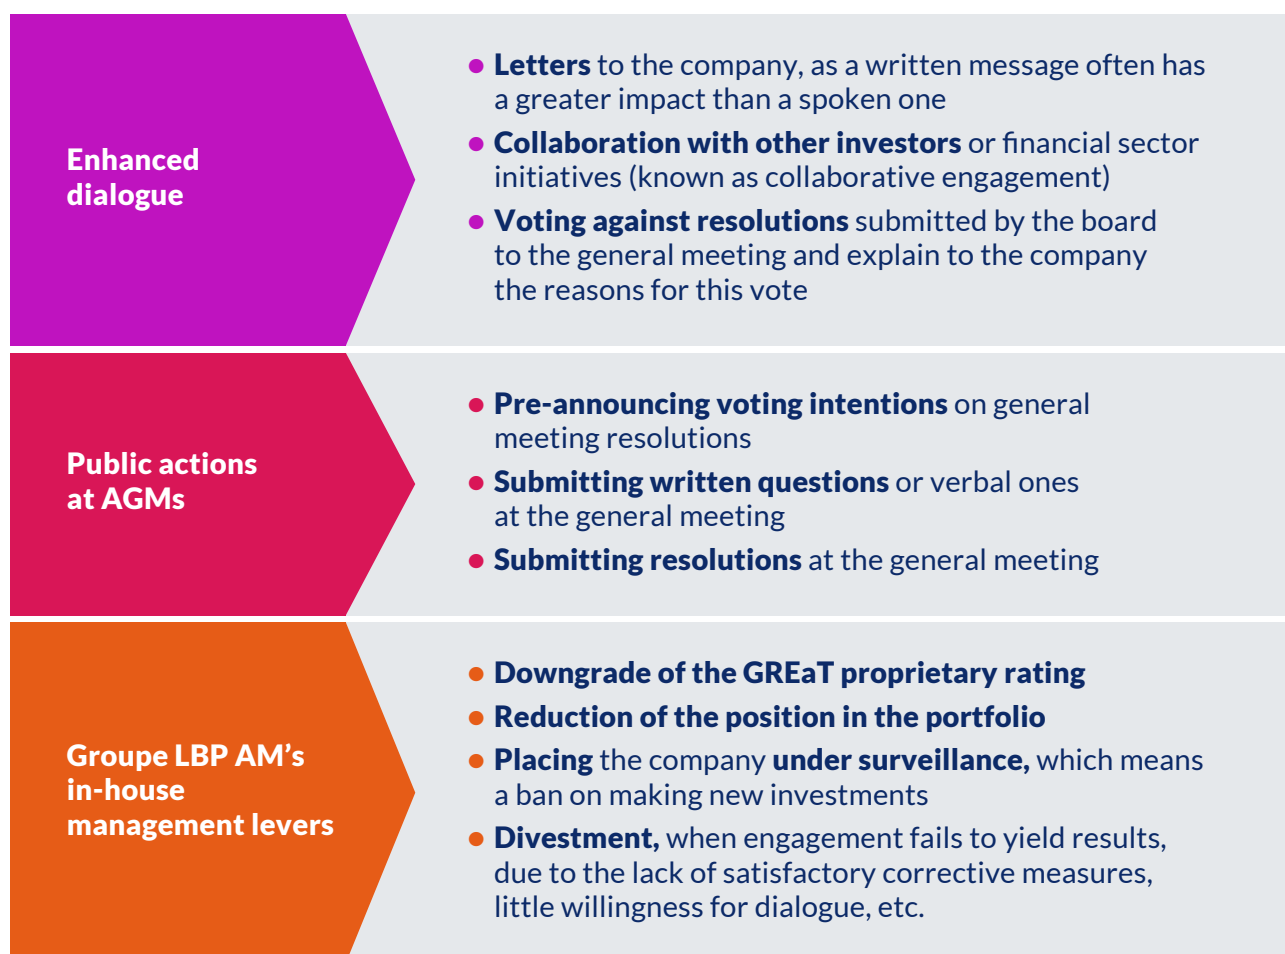 Enhanced
dialogue
● Letters to the company, as a written message often has
a greater impact than a spoken one
● Collaboration with other investors or financial sector
initiatives (known as collaborative engagement)
● Voting against resolutions submitted by the board
to the general meeting and explain to the company
the reasons for this vote
Public actions
at AGMs
● Pre-announcing voting intentions on general
meeting resolutions
● Submitting written questions or verbal ones
at the general meeting
● Submitting resolutions at the general meeting
Groupe LBP AM’s
in-house
management levers
● Downgrade of the GREaT proprietary rating
● Reduction of the position in the portfolio
● Placing the company under surveillance, which means
a ban on making new investments
● Divestment, when engagement fails to yield results,
due to the lack of satisfactory corrective measures,
little willingness for dialogue, etc.